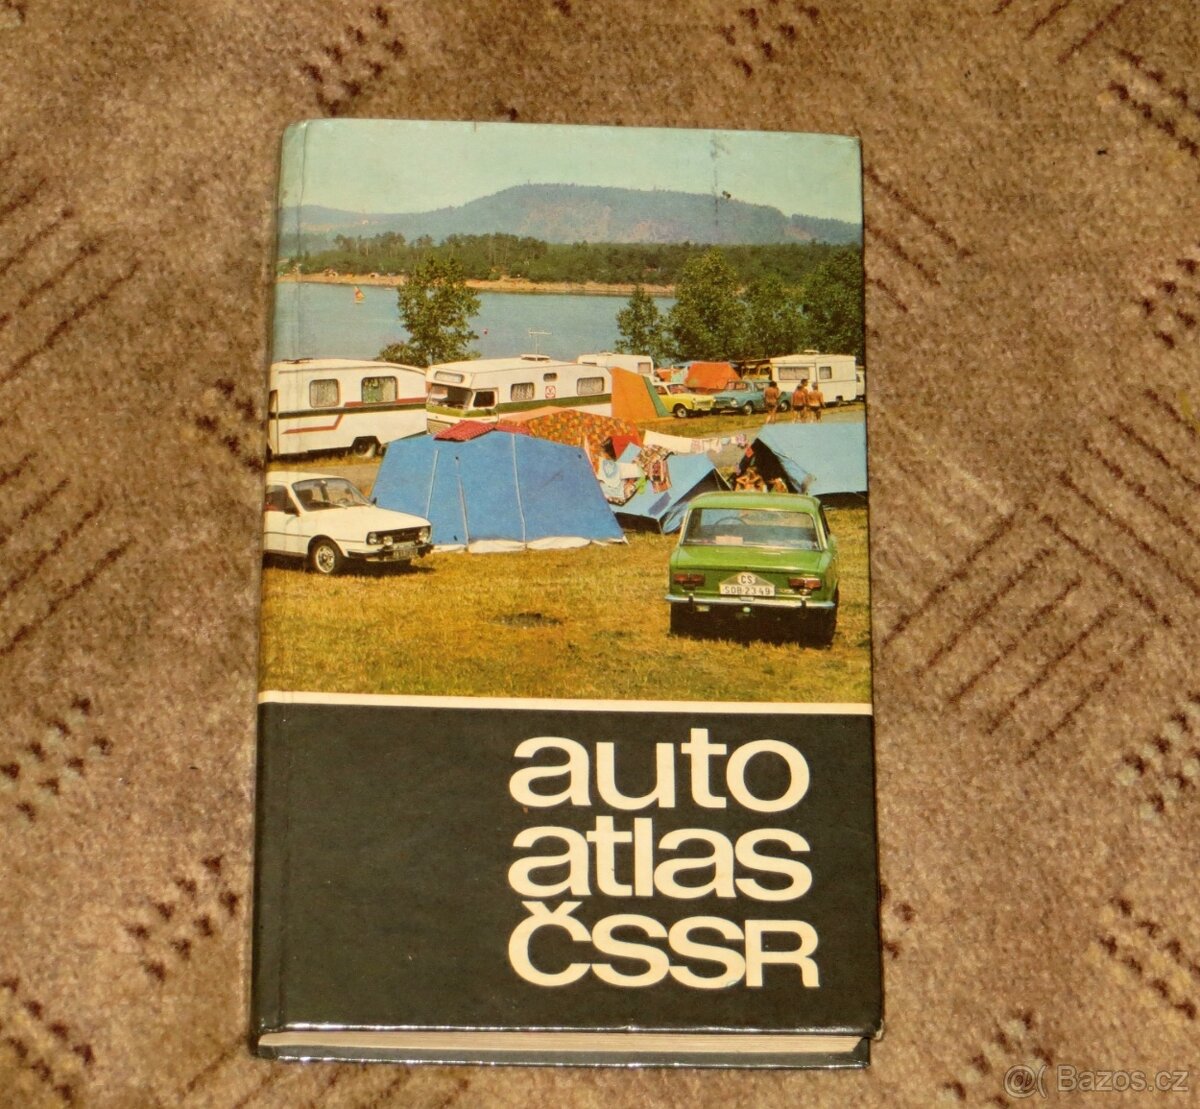 CS
SOB-23 49
auto
atlas
ČSSR
@( Bazos.cz